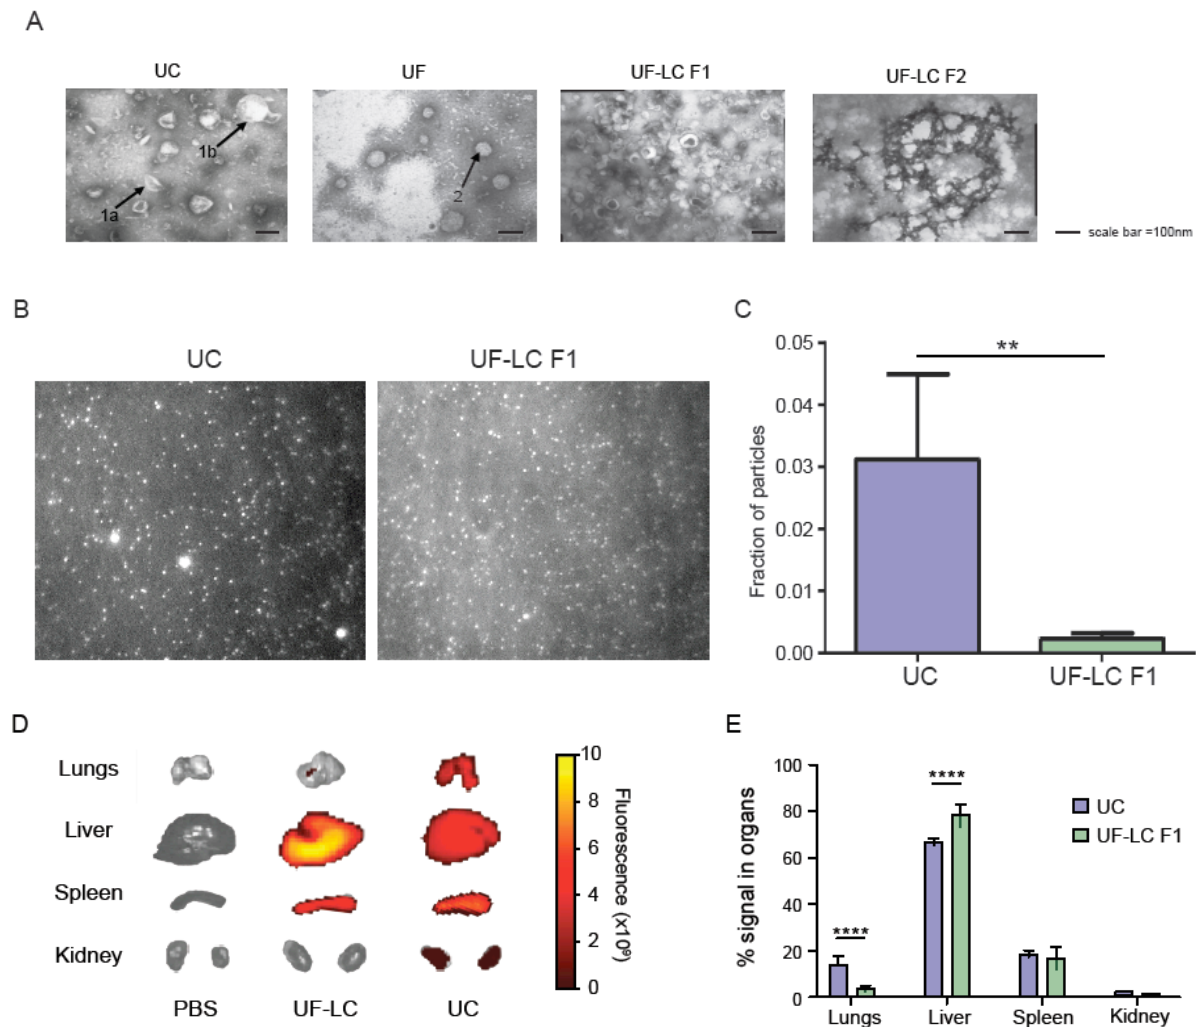 A
UC
UF
UF-LC F1
UF-LC F2
1b
1a
2
scale bar =100nm
B
UC
UF-LC F1
C
0.05
0.04
0.03
0.02
0.01
0.00
Fraction of particles
**
UC
UF-LC F1
D
Lungs
Liver
Spleen
Kidney
PBS
UF-LC
UC
10
8
6
4
2
0
Fluorescence (x10⁹)
E
100
80
60
40
20
0
% signal in organs
****
****
UC
UF-LC F1
Lungs
Liver
Spleen
Kidney